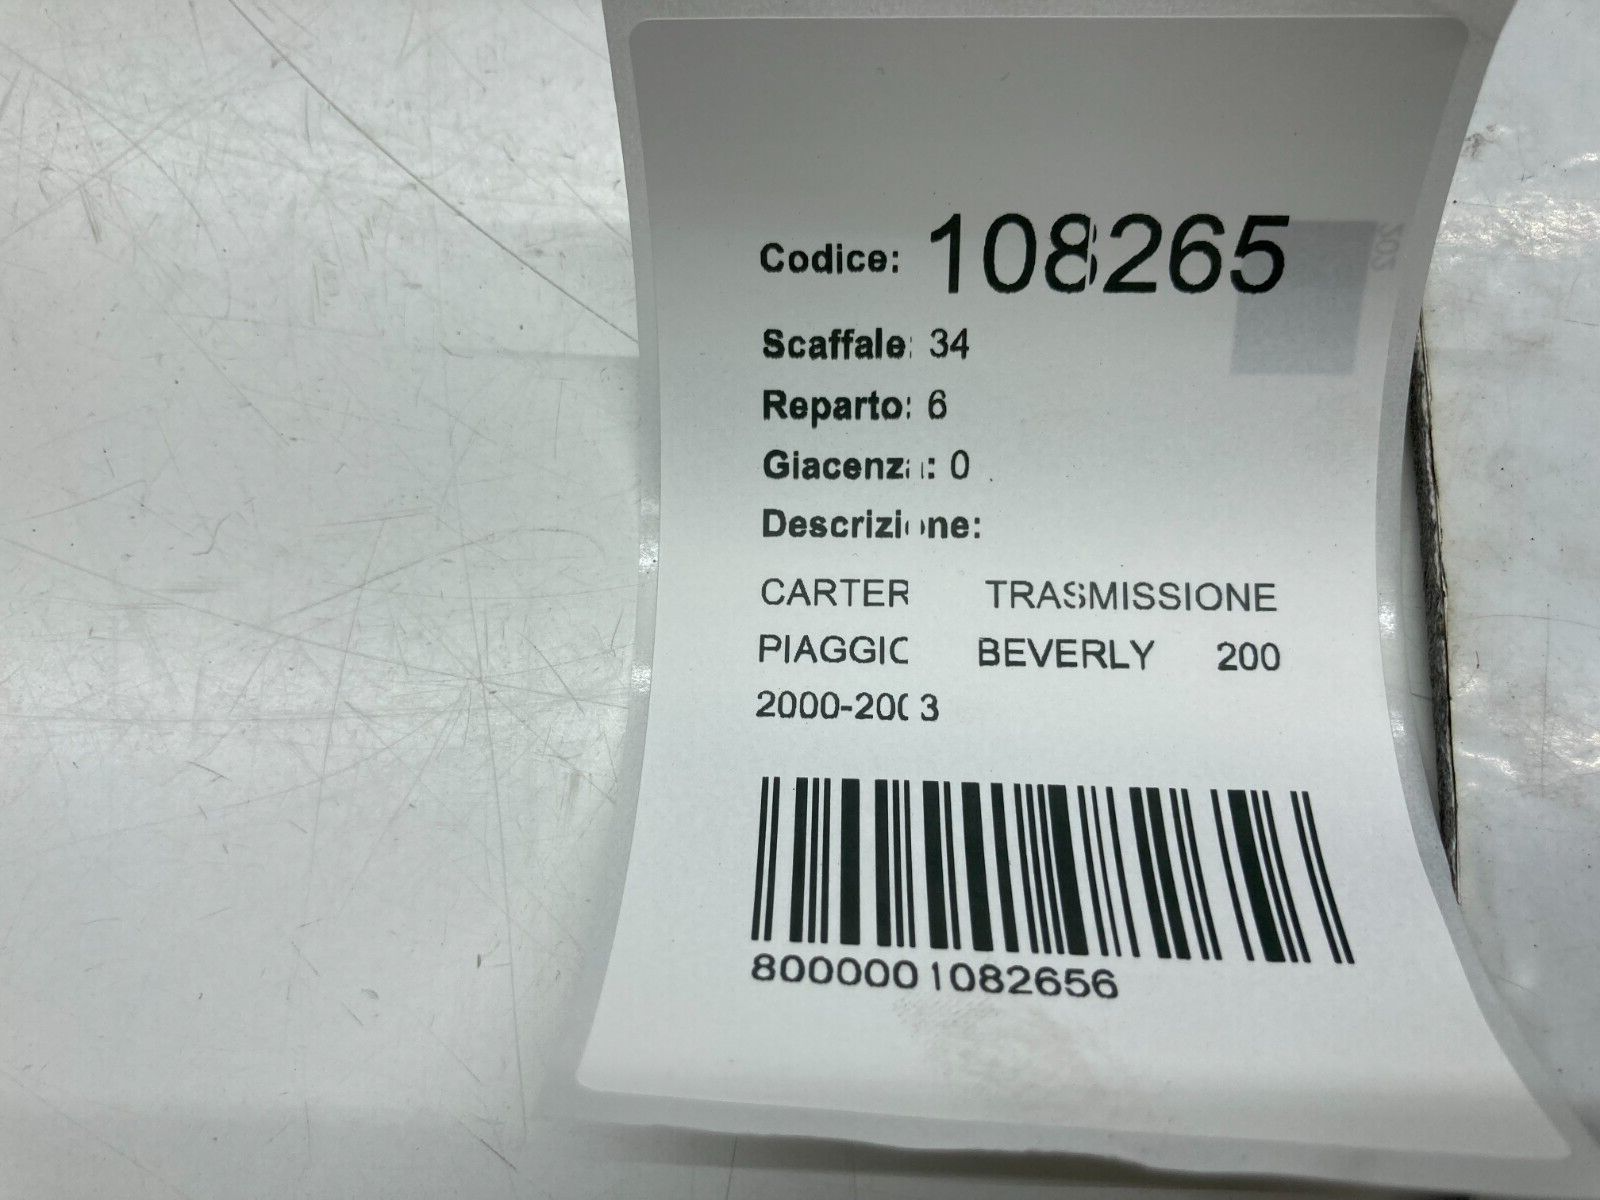 Codice: 108265
Scaffale: 34
Reparto: 6
Giacenza: 0
Descrizione:
CARTER TRASMISSIONE
PIAGGIO BEVERLY 200
2000-2003
8000001082656